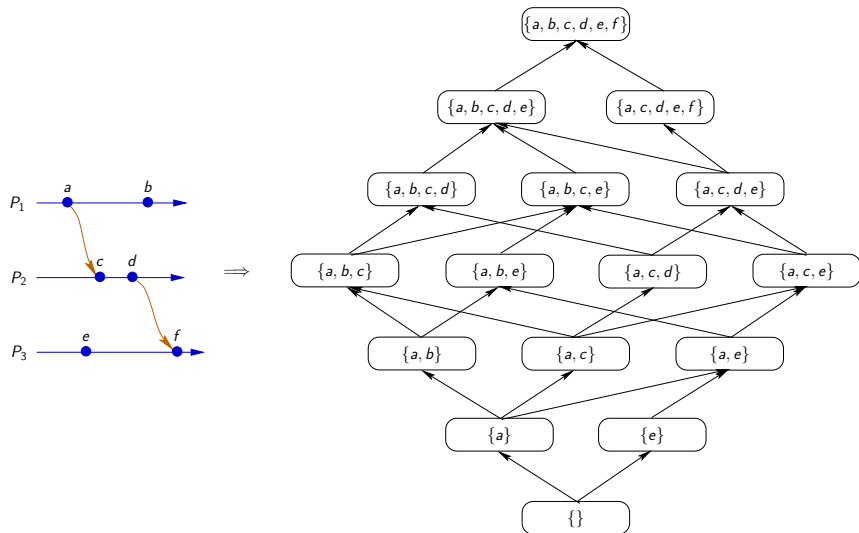 {a, b, c, d, e, f}
{a, b, c, d, e} {a, c, d, e, f}
{a, b, c, d} {a, b, c, e} {a, c, d, e}
a b
P₁
{a, b, c} {a, b, e} {a, c, d} {a, c, e}
c d
P₂ ⇒
e f
P₃
{a, b} {a, c} {a, e}
{a} {e}
{}